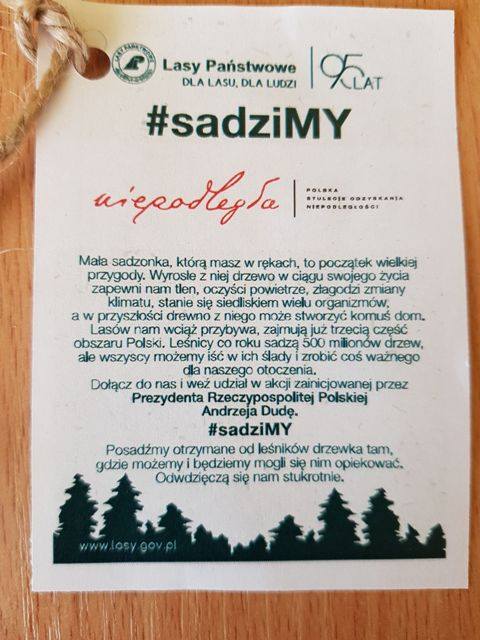 LASY PAŃSTWOWE
Lasy Państwowe
DLA LASU, DLA LUDZI
95 LAT
#sadziMY
niepodległa
POLSKA
STULECIE ODZYSKANIA
NIEPODLEGŁOŚCI
Mała sadzonka, którą masz w rękach, to początek wielkiej
przygody. Wyrosłe z niej drzewo w ciągu swojego życia
zapewni nam tlen, oczyści powietrze, złagodzi zmiany
klimatu, stanie się siedliskiem wielu organizmów,
a w przyszłości drewno z niego może stworzyć komuś dom.
Lasów nam wciąż przybywa, zajmują już trzecią część
obszaru Polski. Leśnicy co roku sadzą 500 milionów drzew,
ale wszyscy możemy iść w ich ślady i zrobić coś ważnego
dla naszego otoczenia.
Dołącz do nas i weź udział w akcji zainicjowanej przez
Prezydenta Rzeczypospolitej Polskiej
Andrzeja Dudę.
#sadziMY
Posadźmy otrzymane od leśników drzewka tam,
gdzie możemy i będziemy mogli się nim opiekować.
Odwdzięczą się nam stukrotnie.
www.lasy.gov.pl